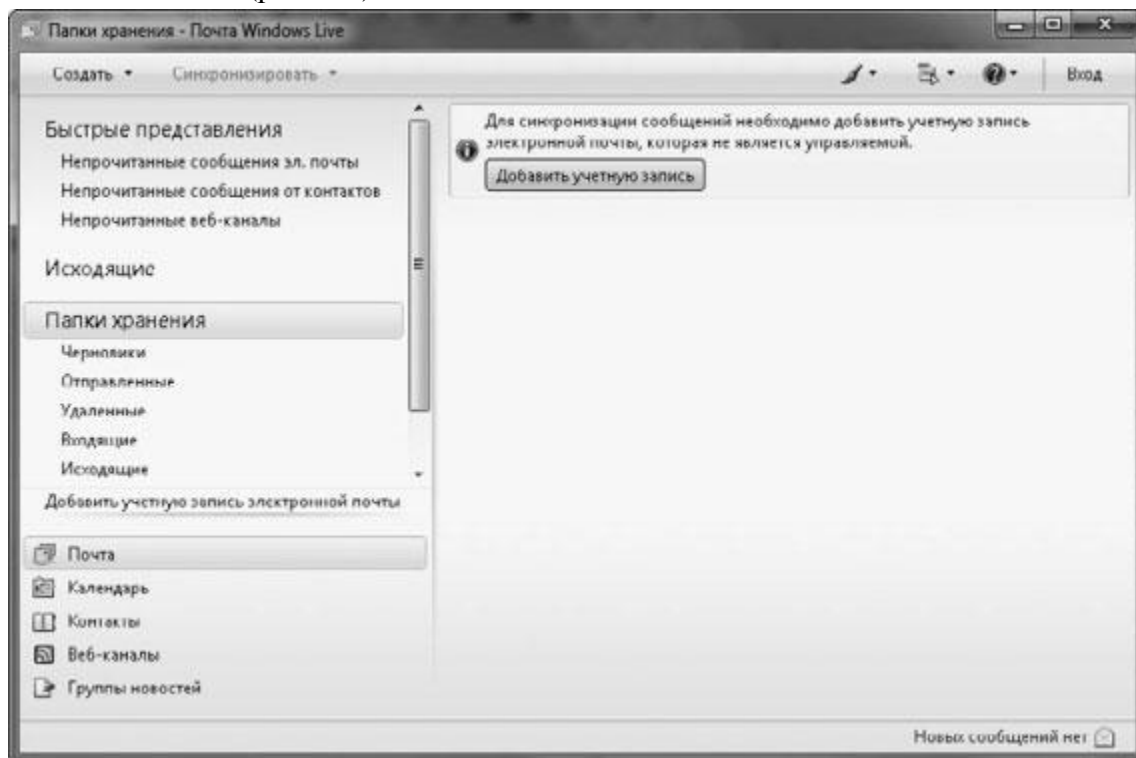 Папки хранения - Почта Windows Live
Создать
Синхронизировать
Вход
Быстрые представления
Непрочитанные сообщения эл. почты
Непрочитанные сообщения от контактов
Непрочитанные веб-каналы
Исходящие
Папки хранения
Черновики
Отправленные
Удаленные
Входящие
Исходящие
Добавить учетную запись электронной почты
Почта
Календарь
Контакты
Веб-каналы
Группы новостей
Для синхронизации сообщений необходимо добавить учетную запись
электронной почты, которая не является управляемой.
Добавить учетную запись
Новых сообщений нет